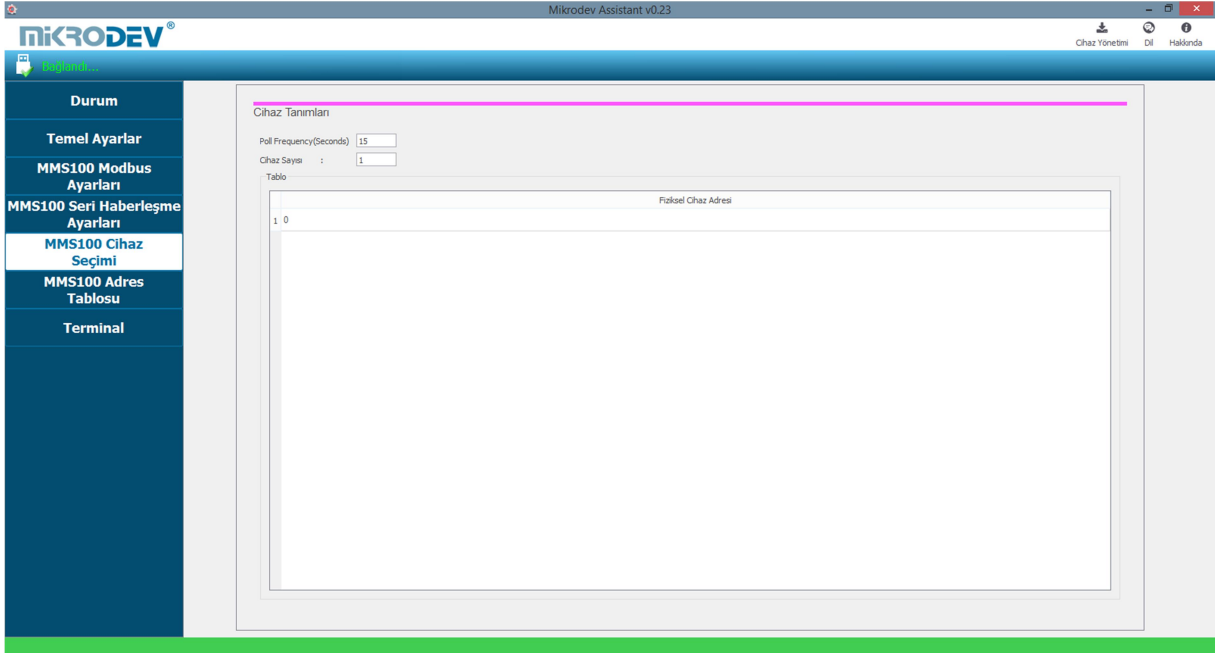 Mikrodev Assistant v0.23
MiKRODEV®
Cihaz Yönetimi
Dil
Hakkında
Bağlandı...
Durum
Temel Ayarlar
MMS100 Modbus
Ayarları
MMS100 Seri Haberleşme
Ayarları
MMS100 Cihaz
Seçimi
MMS100 Adres
Tablosu
Terminal
Cihaz Tanımları
Poll Frequency(Seconds) 15
Cihaz Sayısı : 1
Tablo
Fiziksel Cihaz Adresi
1 0